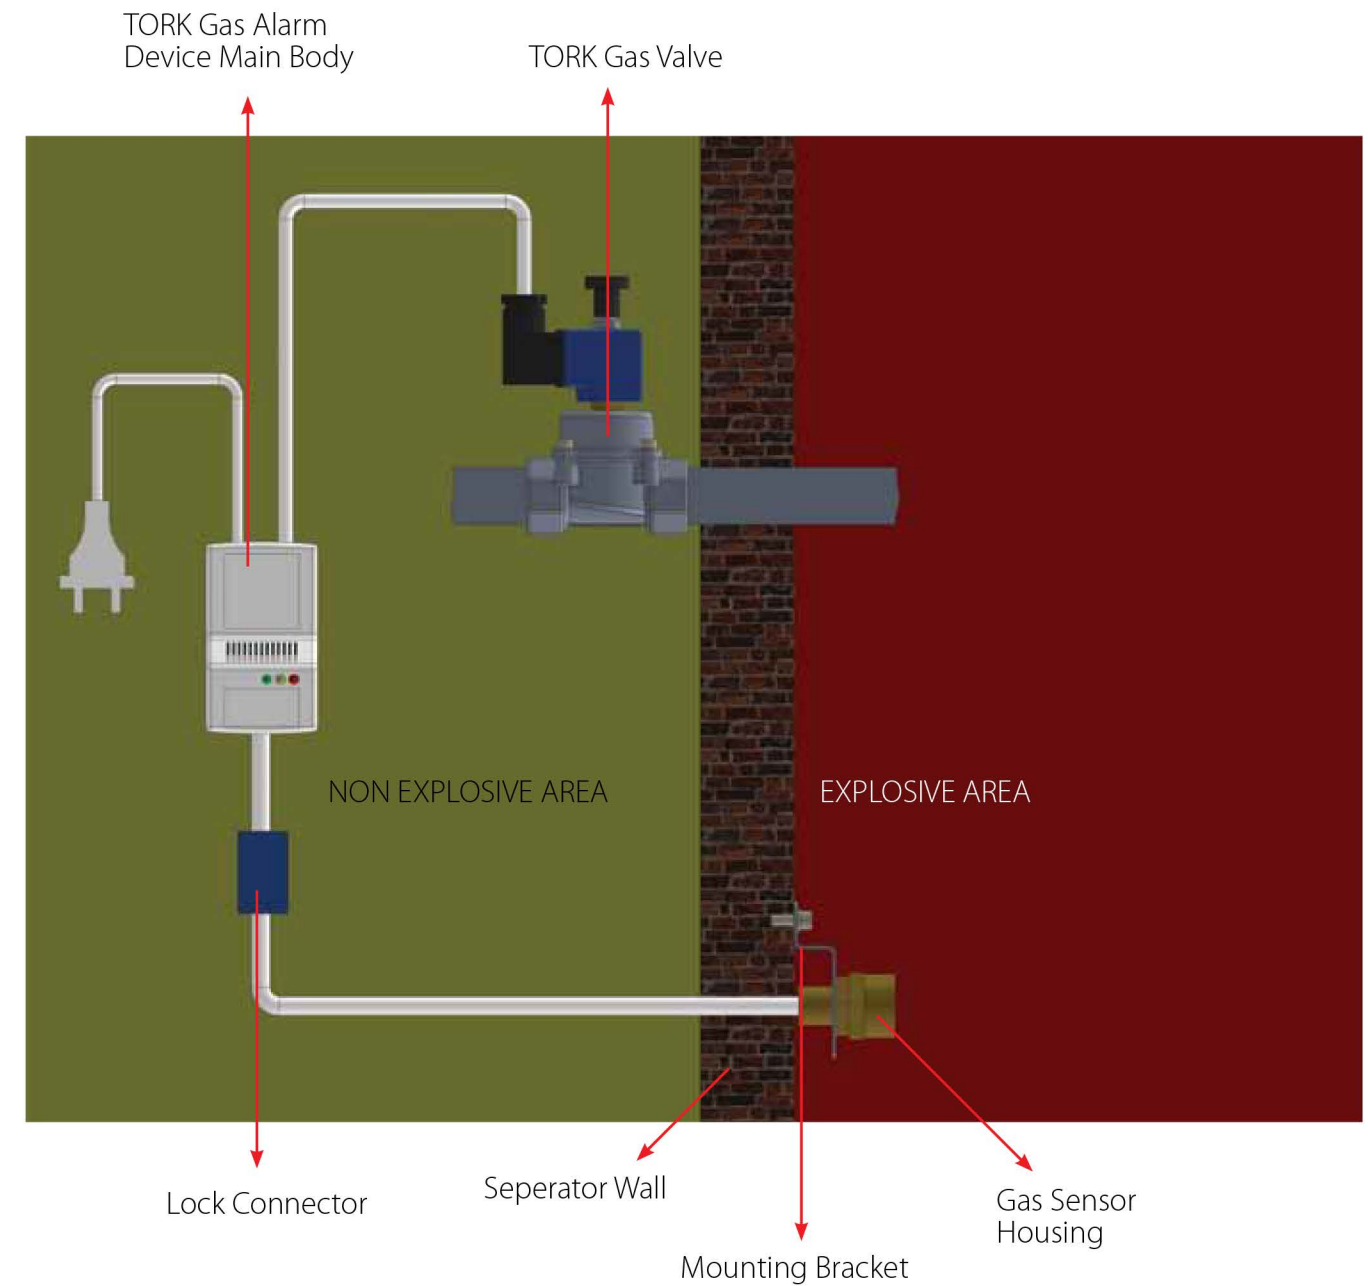 TORK Gas Alarm
Device Main Body
TORK Gas Valve
NON EXPLOSIVE AREA
EXPLOSIVE AREA
Lock Connector
Seperator Wall
Gas Sensor
Housing
Mounting Bracket